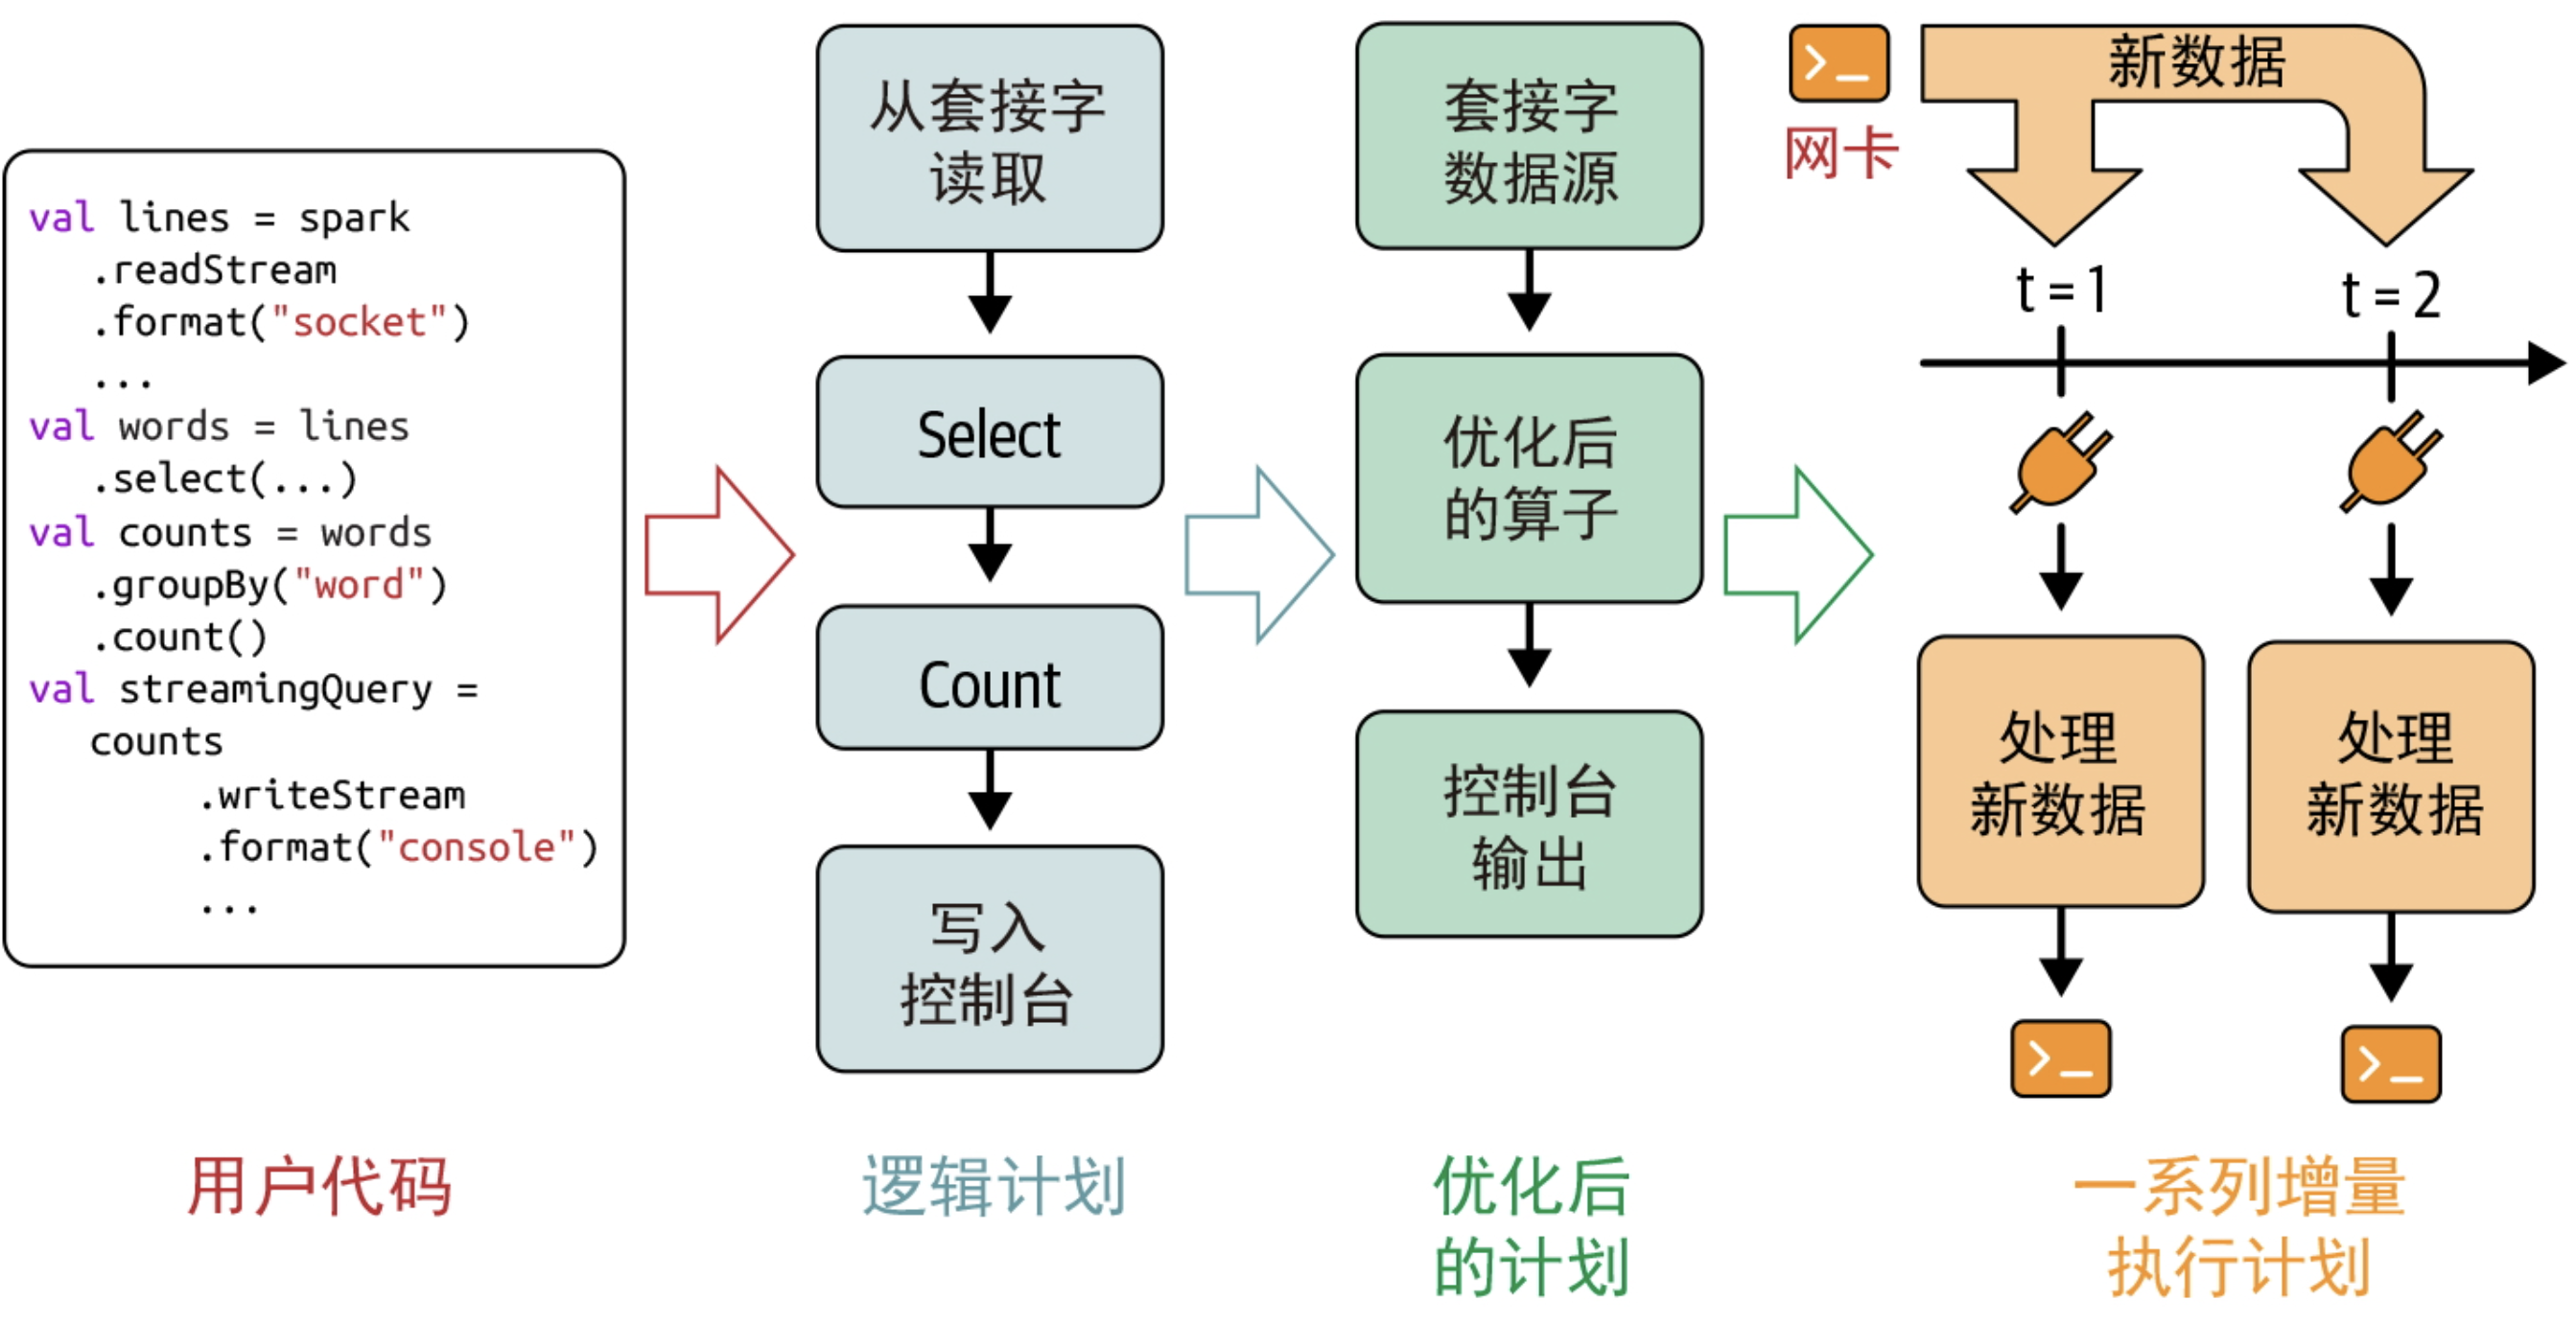 val lines = spark
.readStream
.format("socket")
...
val words = lines
.select(...)
val counts = words
.groupBy("word")
.count()
val streamingQuery =
counts
.writeStream
.format("console")
...
用户代码
从套接字
读取
Select
Count
写入
控制台
逻辑计划
套接字
数据源
优化后
的算子
控制台
输出
优化后
的计划
>_
网卡
新数据
t = 1
t = 2
处理
新数据
处理
新数据
>_
>_
一系列增量
执行计划